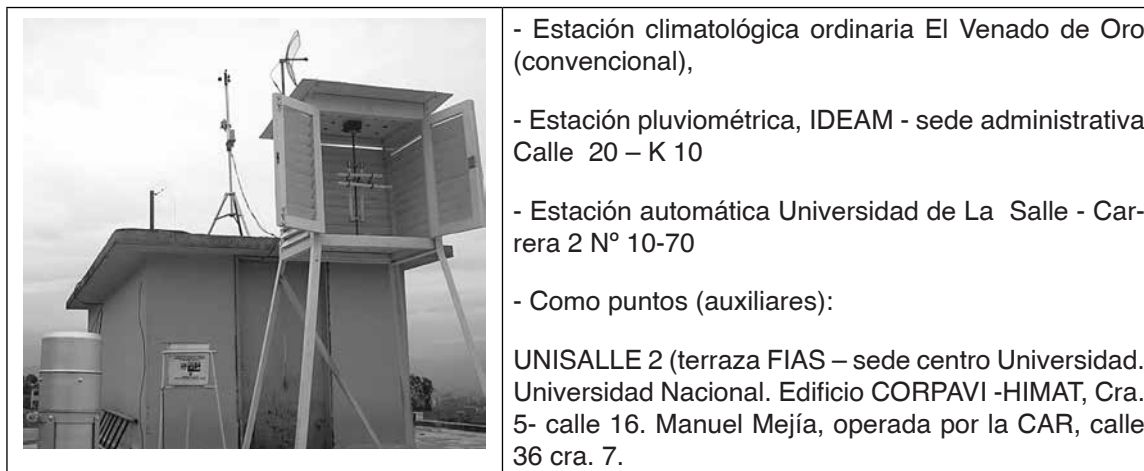 - Estación climatológica ordinaria El Venado de Oro
(convencional),
- Estación pluviométrica, IDEAM - sede administrativa
Calle 20 – K 10
- Estación automática Universidad de La Salle - Car-
rera 2 Nº 10-70
- Como puntos (auxiliares):
UNISALLE 2 (terraza FIAS – sede centro Universidad.
Universidad Nacional. Edificio CORPAVI -HIMAT, Cra.
5- calle 16. Manuel Mejía, operada por la CAR, calle
36 cra. 7.